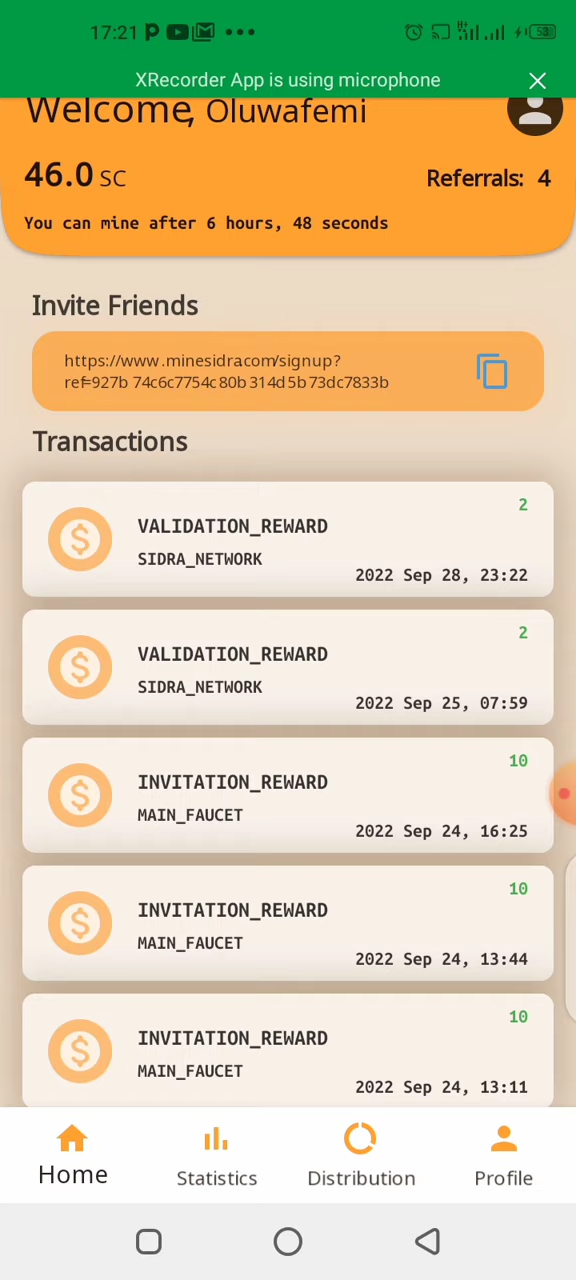 17:21
XRecorder App is using microphone
Welcome, Oluwafemi
46.0 SC
Referrals: 4
You can mine after 6 hours, 48 seconds
Invite Friends
https://www.minesidra.com/signup?
ref=927b74c6c7754c80b314d5b73dc7833b
Transactions
2
VALIDATION_REWARD
SIDRA_NETWORK
2022 Sep 28, 23:22
2
VALIDATION_REWARD
SIDRA_NETWORK
2022 Sep 25, 07:59
10
INVITATION_REWARD
MAIN_FAUCET
2022 Sep 24, 16:25
10
INVITATION_REWARD
MAIN_FAUCET
2022 Sep 24, 13:44
10
INVITATION_REWARD
MAIN_FAUCET
2022 Sep 24, 13:11
Home Statistics Distribution Profile